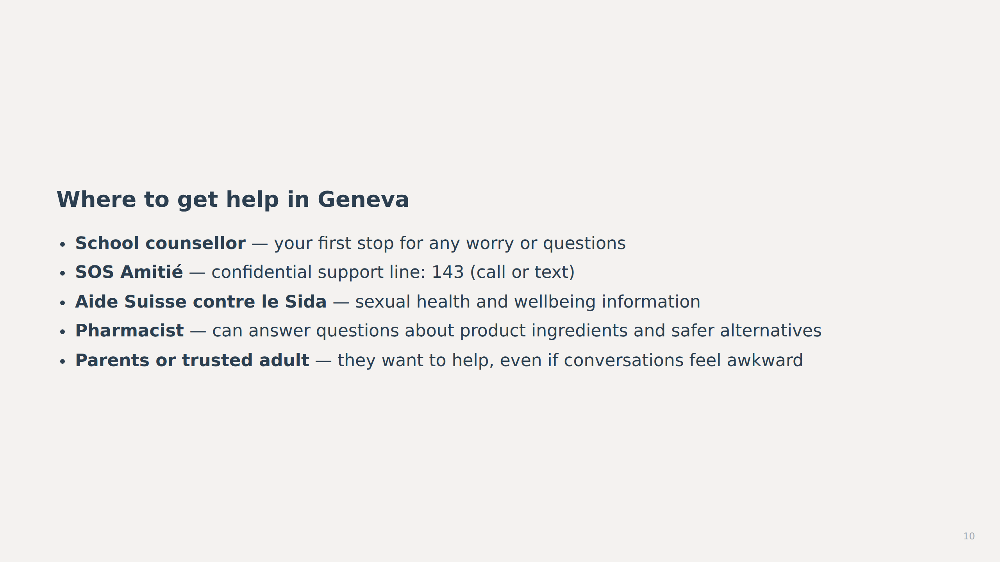 Where to get help in Geneva
• School counsellor — your first stop for any worry or questions
• SOS Amitié — confidential support line: 143 (call or text)
• Aide Suisse contre le Sida — sexual health and wellbeing information
• Pharmacist — can answer questions about product ingredients and safer alternatives
• Parents or trusted adult — they want to help, even if conversations feel awkward
10